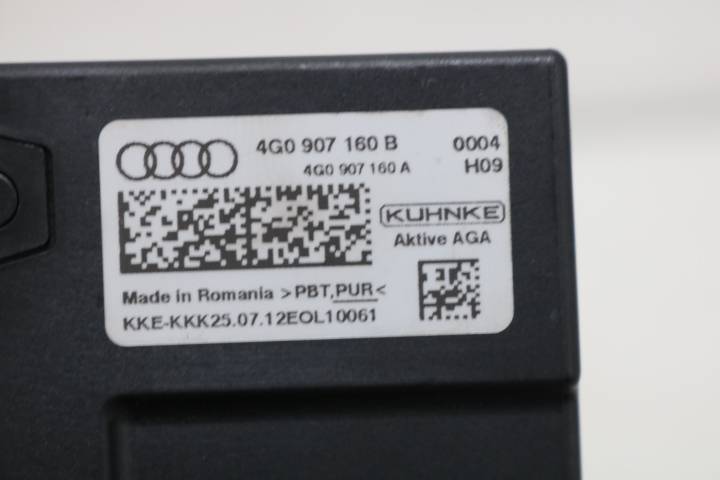 4G0 907 160 B 0004
4G0 907 160 A H09
KUHNKE
Aktive AGA
Made in Romania >PBT,PUR<
KKE-KKK25.07.12EOL10061